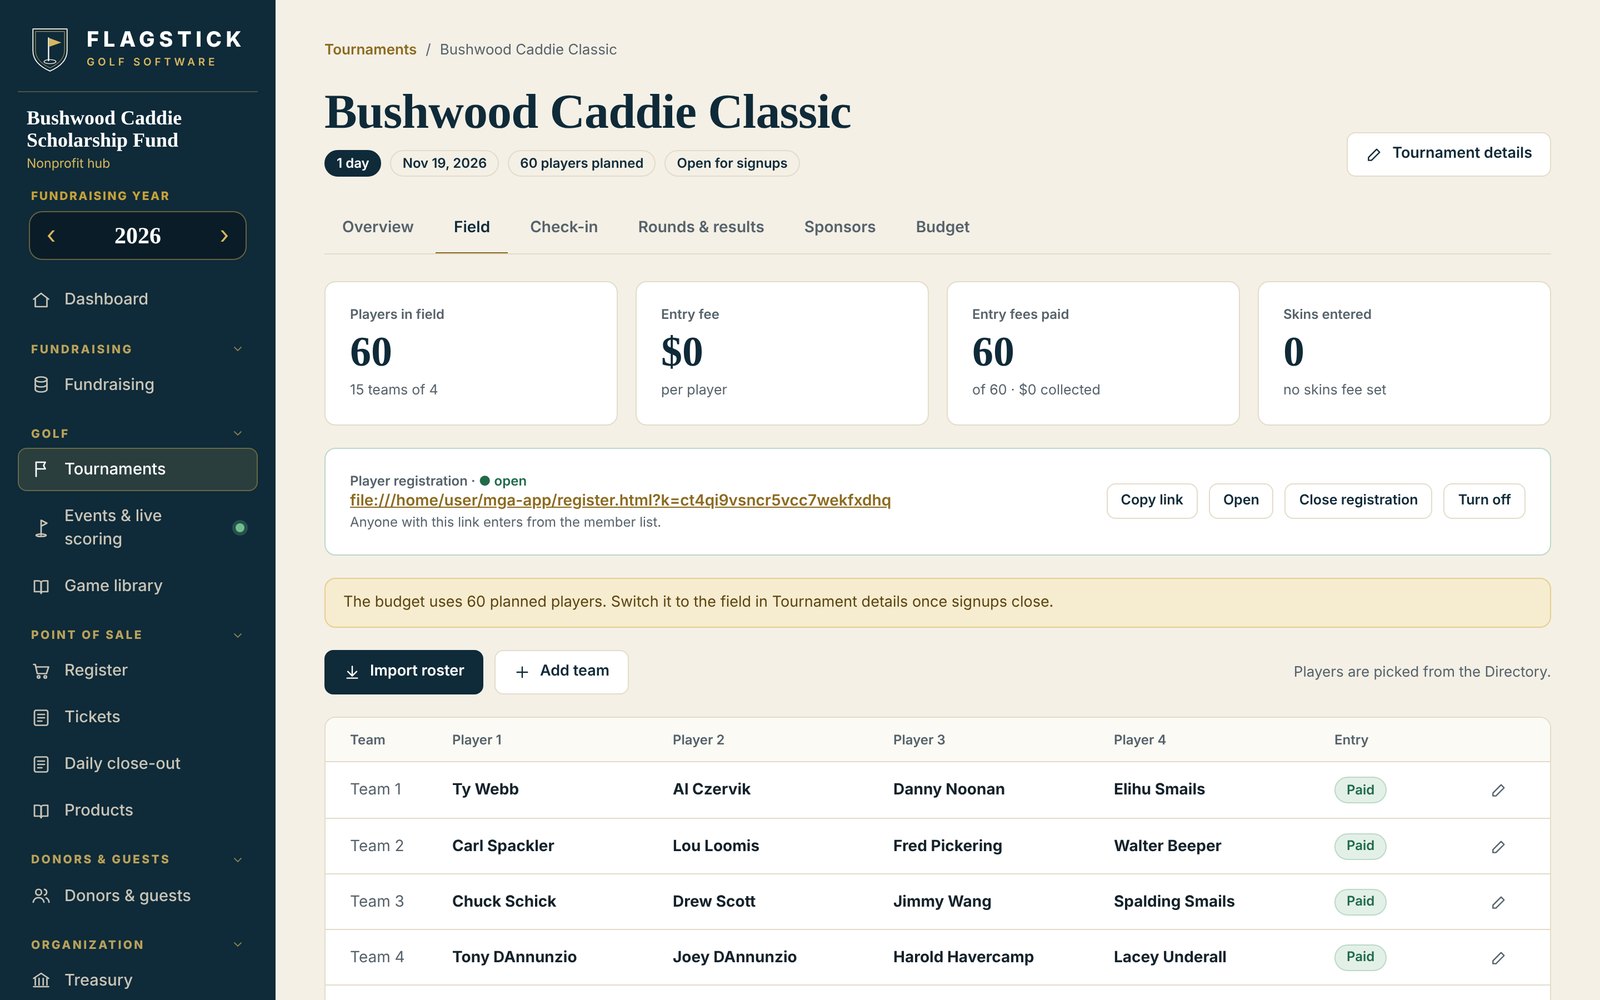 FLAGSTICK
GOLF SOFTWARE
Bushwood Caddie
Scholarship Fund
Nonprofit hub
FUNDRAISING YEAR
2026
Dashboard
FUNDRAISING
Fundraising
GOLF
Tournaments
Events & live
scoring
Game library
POINT OF SALE
Register
Tickets
Daily close-out
Products
DONORS & GUESTS
Donors & guests
ORGANIZATION
Treasury
Tournaments / Bushwood Caddie Classic
Bushwood Caddie Classic
1 day Nov 19, 2026 60 players planned Open for signups
Tournament details
Overview Field Check-in Rounds & results Sponsors Budget
Players in field
60
15 teams of 4
Entry fee
$0
per player
Entry fees paid
60
of 60 · $0 collected
Skins entered
0
no skins fee set
Player registration · open
file:///home/user/mga-app/register.html?k=ct4qi9vsncr5vcc7wekfxdhq
Anyone with this link enters from the member list.
Copy link Open Close registration Turn off
The budget uses 60 planned players. Switch it to the field in Tournament details once signups close.
Import roster Add team Players are picked from the Directory.
Team Player 1 Player 2 Player 3 Player 4 Entry
Team 1 Ty Webb Al Czervik Danny Noonan Elihu Smails Paid
Team 2 Carl Spackler Lou Loomis Fred Pickering Walter Beeper Paid
Team 3 Chuck Schick Drew Scott Jimmy Wang Spalding Smails Paid
Team 4 Tony DAnnunzio Joey DAnnunzio Harold Havercamp Lacey Underall Paid